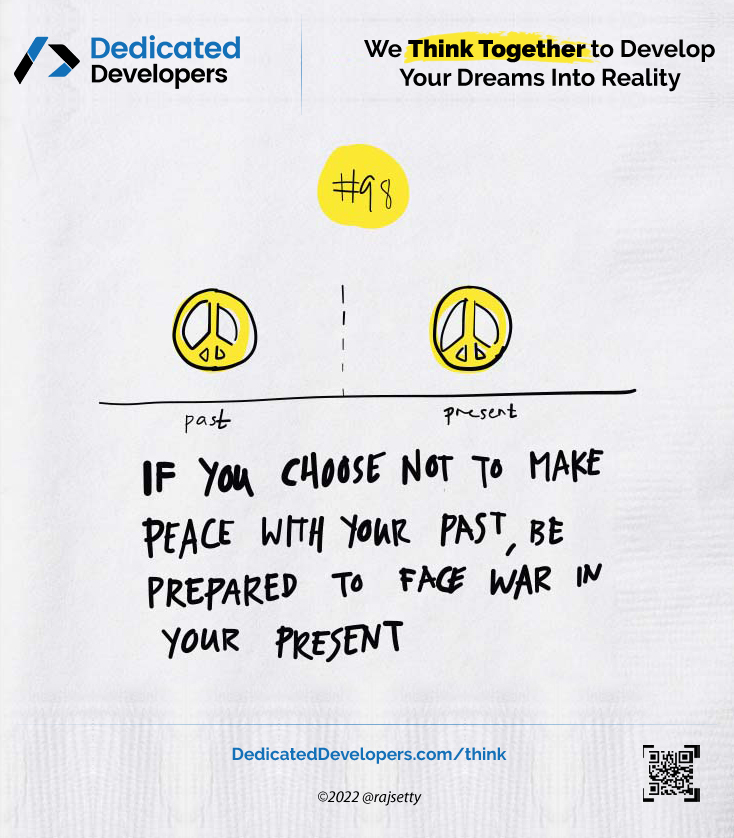 Dedicated
Developers
We Think Together to Develop
Your Dreams Into Reality
#98
past
present
IF YOU CHOOSE NOT TO MAKE
PEACE WITH YOUR PAST, BE
PREPARED TO FACE WAR IN
YOUR PRESENT
DedicatedDevelopers.com/think
©2022 @rajsetty